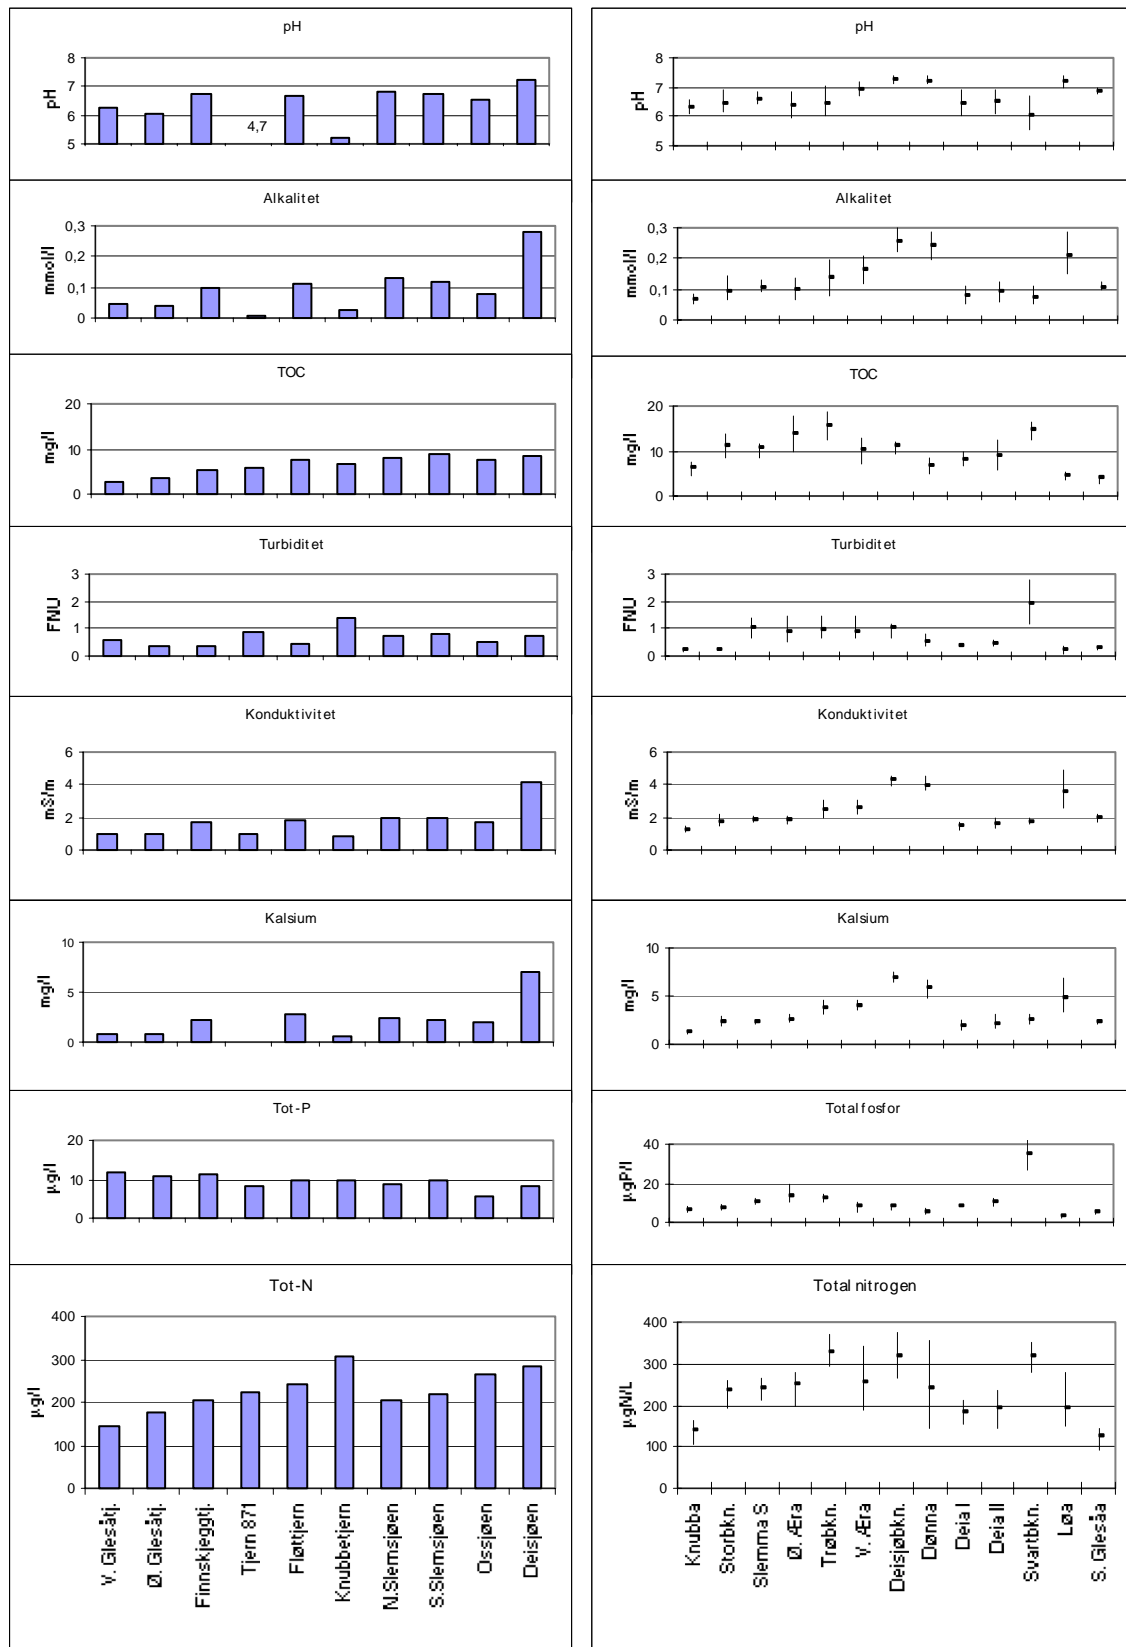 pH
8
7
6
5
pH
4,7
Alkalitet
0,3
0,2
0,1
0
mmol/l
TOC
20
10
0
mg/l
Turbiditet
3
2
1
0
FNU
Konduktivitet
6
4
2
0
mS/m
Kalsium
10
5
0
mg/l
Tot-P
20
10
0
µg/l
Tot-N
400
300
200
100
0
µg/l
V. Glesåtj.
Ø. Glesåtj.
Finnskjeggtj.
Tjern 871
Fløttjern
Knubbetjern
N.Slemsjøen
S.Slemsjøen
Ossjøen
Deisjøen
pH
8
7
6
5
pH
Alkalitet
0,3
0,2
0,1
0
mmol/l
TOC
20
10
0
mg/l
Turbiditet
3
2
1
0
FNU
Konduktivitet
6
4
2
0
mS/m
Kalsium
10
5
0
mg/l
Total fosfor
40
20
0
µgP/l
Total nitrogen
400
300
200
100
0
µgN/L
Knubba
Storbkn.
Slemma S
Ø. Æra
Trøbkn.
V. Æra
Deisjøbkn.
Dønna
Deia I
Deia II
Svartbkn.
Løa
S. Glesåa